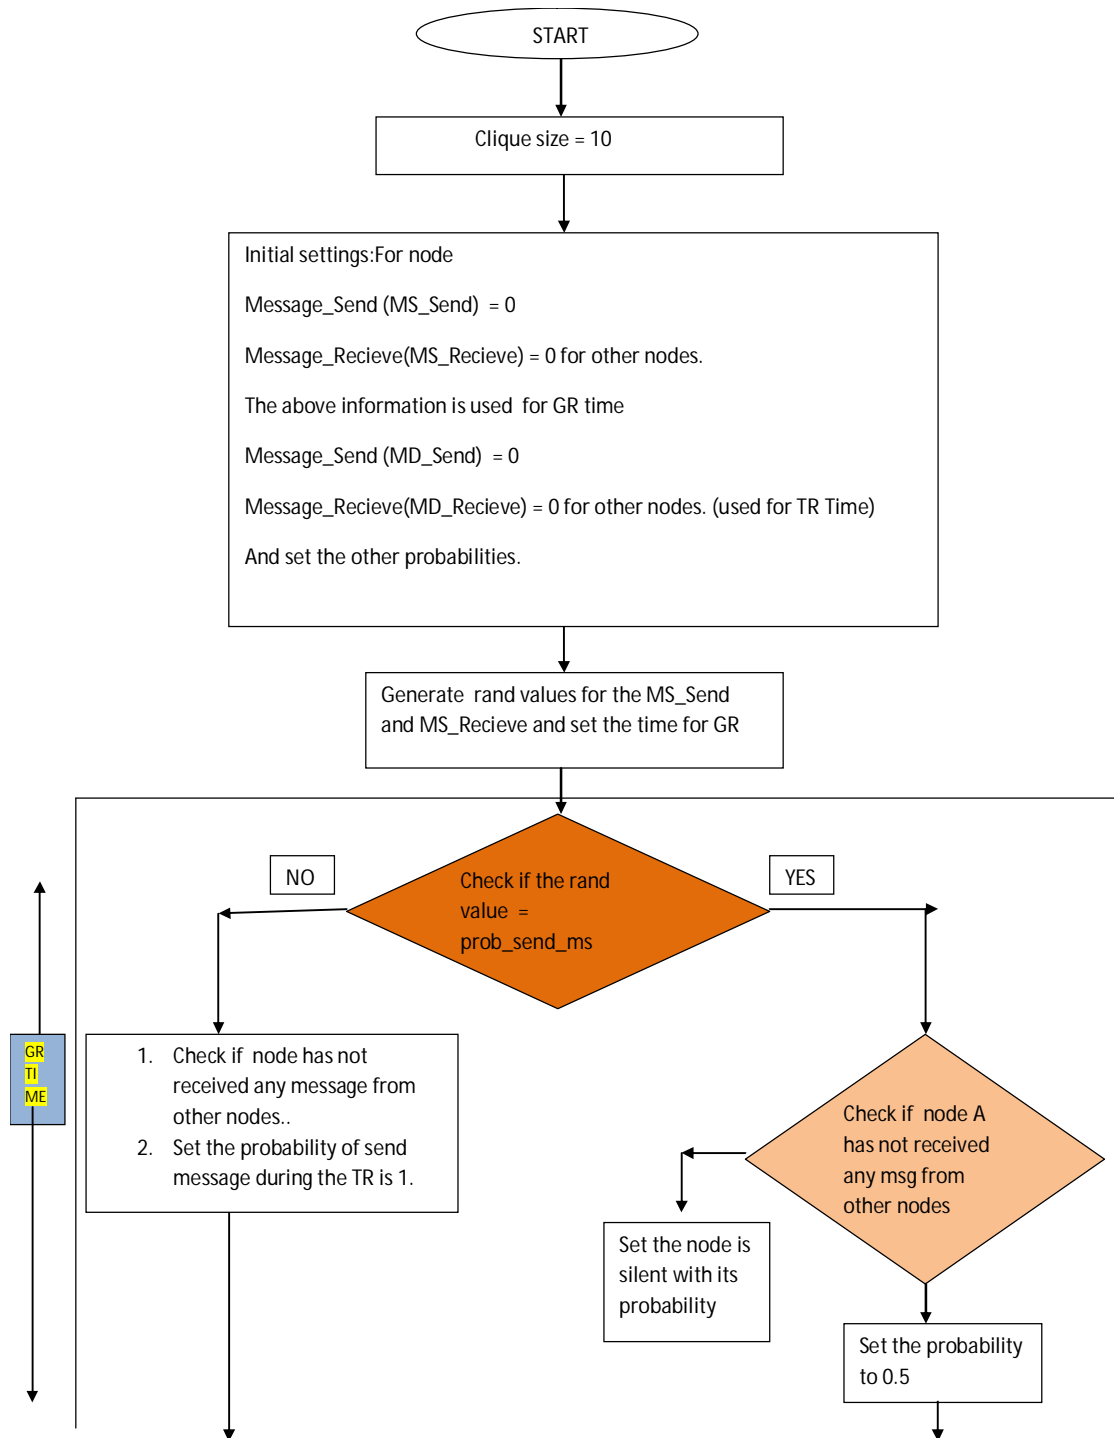 START
Clique size = 10
Initial settings:For node
Message_Send (MS_Send)  = 0
Message_Recieve(MS_Recieve) = 0 for other nodes.
The above information is used  for GR time
Message_Send (MD_Send)  = 0
Message_Recieve(MD_Recieve) = 0 for other nodes. (used for TR Time)
And set the other probabilities.
Generate  rand values for the MS_Send
and MS_Recieve and set the time for GR
NO
Check if the rand
value  =
prob_send_ms
YES
GR
TI
ME
1. Check if  node has not
received any message from
other nodes..
2. Set the probability of send
message during the TR is 1.
Check if  node A
has not received
any msg from
other nodes
Set the node is
silent with its
probability
Set the probability
to 0.5